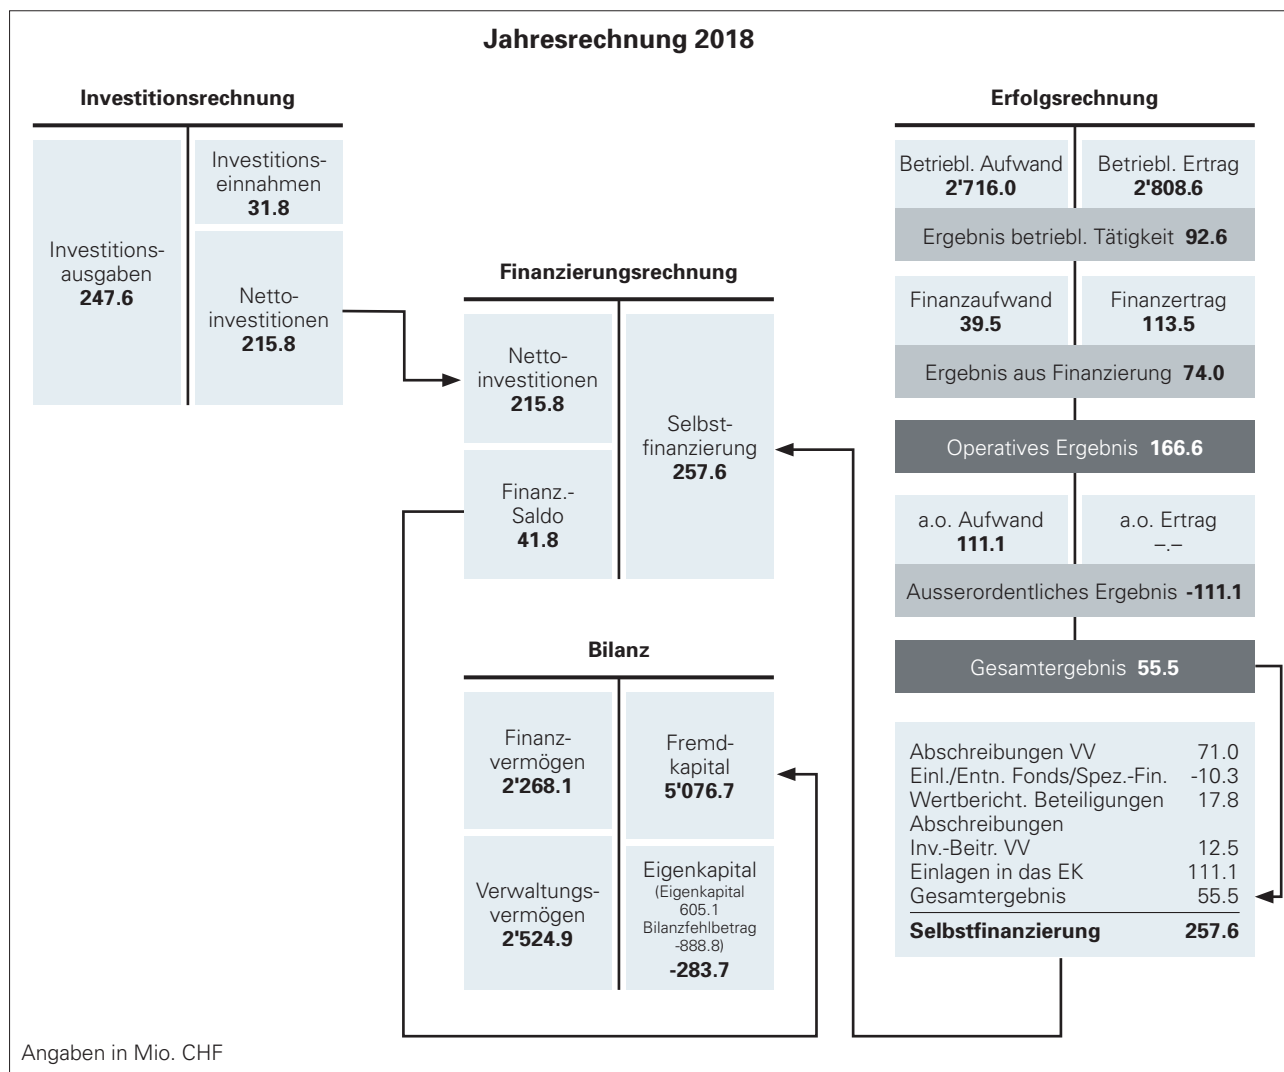 Jahresrechnung 2018
Investitionsrechnung
Investitions-
ausgaben
247.6
Investitions-
einnahmen
31.8
Netto-
investitionen
215.8
Finanzierungsrechnung
Netto-
investitionen
215.8
Finanz.-
Saldo
41.8
Selbst-
finanzierung
257.6
Bilanz
Finanz-
vermögen
2'268.1
Verwaltungs-
vermögen
2'524.9
Fremd-
kapital
5'076.7
Eigenkapital
(Eigenkapital
605.1
Bilanzfehlbetrag
-888.8)
-283.7
Erfolgsrechnung
Betriebl. Aufwand
2'716.0
Betriebl. Ertrag
2'808.6
Ergebnis betriebl. Tätigkeit 92.6
Finanzaufwand
39.5
Finanzertrag
113.5
Ergebnis aus Finanzierung 74.0
Operatives Ergebnis 166.6
a.o. Aufwand
111.1
a.o. Ertrag
–.–
Ausserordentliches Ergebnis -111.1
Gesamtergebnis 55.5
Abschreibungen VV 71.0
Einl./Entn. Fonds/Spez.-Fin. -10.3
Wertbericht. Beteiligungen 17.8
Abschreibungen
Inv.-Beitr. VV 12.5
Einlagen in das EK 111.1
Gesamtergebnis 55.5
Selbstfinanzierung 257.6
Angaben in Mio. CHF